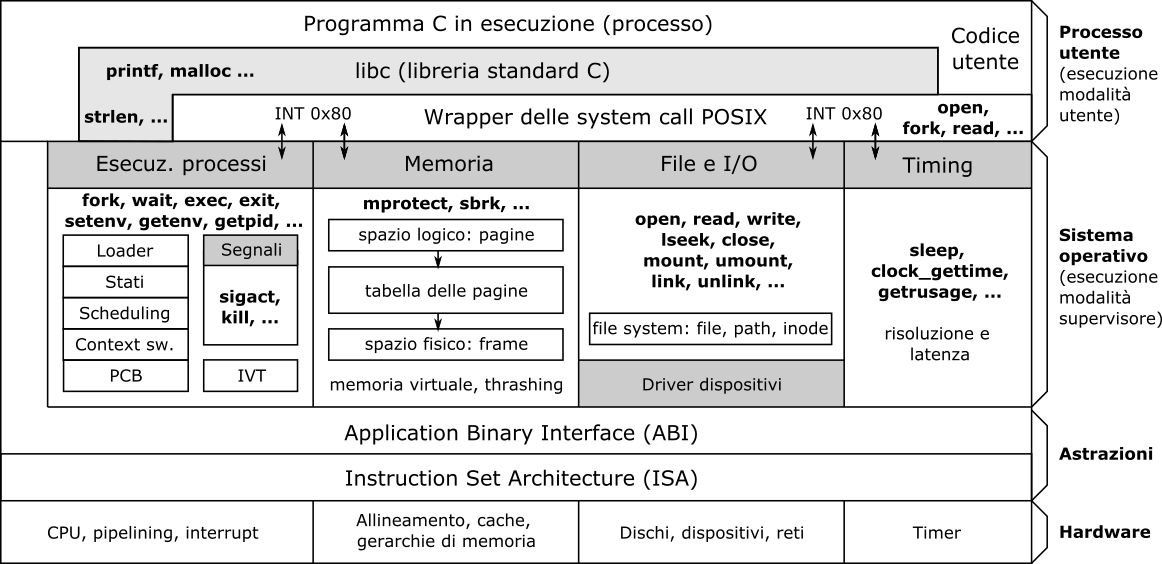 Programma C in esecuzione (processo)
Codice
utente
printf, malloc ...
libc (libreria standard C)
strlen, ...
INT 0x80
Wrapper delle system call POSIX
INT 0x80
open,
fork, read, ...
Processo
utente
(esecuzione
modalità
utente)
Esecuz. processi
Memoria
File e I/O
Timing
fork, wait, exec, exit,
setenv, getenv, getpid, ...
Loader
Stati
Scheduling
Context sw.
PCB
Segnali
sigact,
kill, ...
IVT
mprotect, sbrk, ...
spazio logico: pagine
tabella delle pagine
spazio fisico: frame
memoria virtuale, thrashing
open, read, write,
lseek, close,
mount, umount,
link, unlink, ...
file system: file, path, inode
Driver dispositivi
sleep,
clock_gettime,
getrusage, ...
risoluzione e
latenza
Sistema
operativo
(esecuzione
modalità
supervisore)
Application Binary Interface (ABI)
Instruction Set Architecture (ISA)
Astrazioni
CPU, pipelining, interrupt
Allineamento, cache,
gerarchie di memoria
Dischi, dispositivi, reti
Timer
Hardware